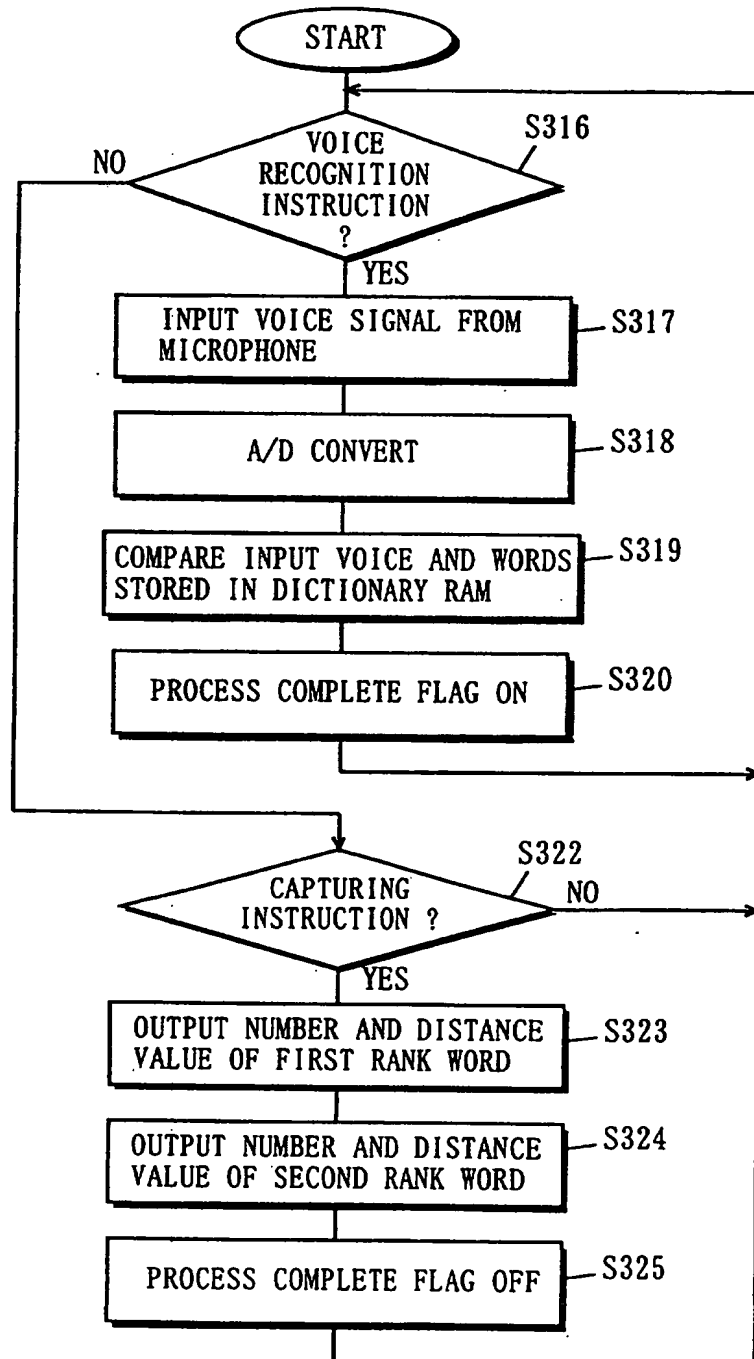 START
VOICE
RECOGNITION
INSTRUCTION
?
S316
NO
YES
INPUT VOICE SIGNAL FROM
MICROPHONE
S317
A/D CONVERT
S318
COMPARE INPUT VOICE AND WORDS
STORED IN DICTIONARY RAM
S319
PROCESS COMPLETE FLAG ON
S320
CAPTURING
INSTRUCTION ?
S322
NO
YES
OUTPUT NUMBER AND DISTANCE
VALUE OF FIRST RANK WORD
S323
OUTPUT NUMBER AND DISTANCE
VALUE OF SECOND RANK WORD
S324
PROCESS COMPLETE FLAG OFF
S325